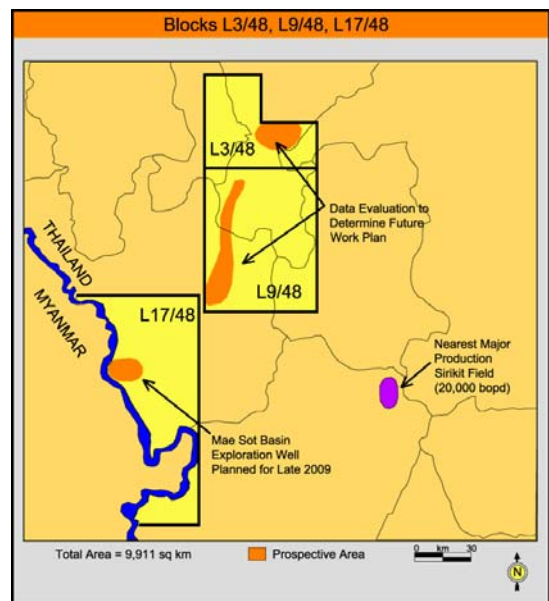 Blocks L3/48, L9/48, L17/48
L3/48
Data Evaluation to
Determine Future
Work Plan
L9/48
THAILAND
MYANMAR
L17/48
Nearest Major
Production
Sirikit Field
(20,000 bopd)
Mae Sot Basin
Exploration Well
Planned for Late 2009
Total Area = 9,911 sq km
Prospective Area
0 km 30
N